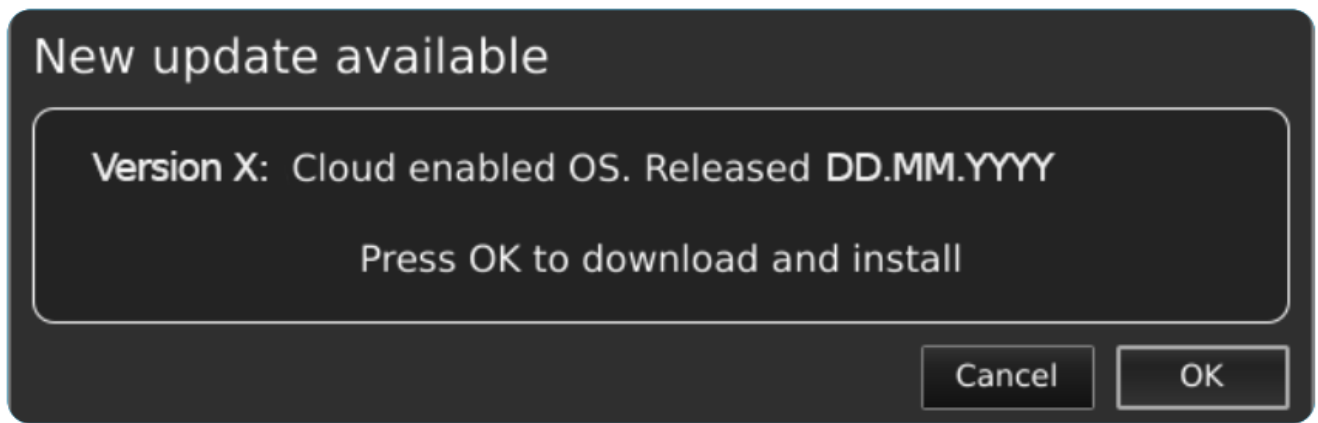 New update available
Version X: Cloud enabled OS. Released DD.MM.YYYY
Press OK to download and install
Cancel OK